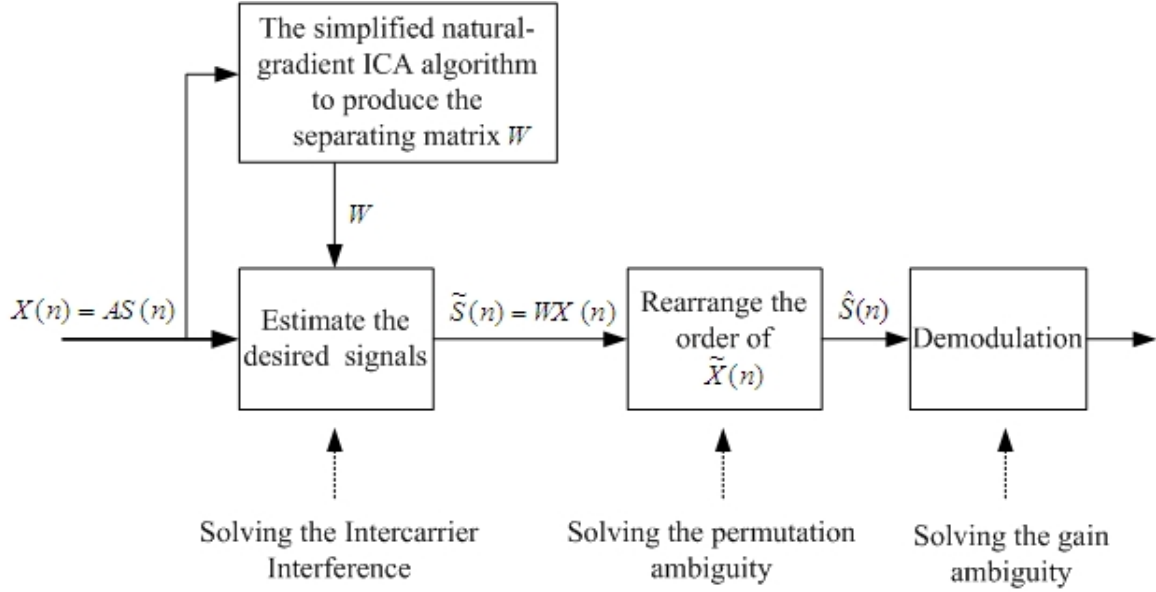 The simplified natural-
gradient ICA algorithm
to produce the
separating matrix W
W
X(n) = AS(n)
Estimate the
desired signals
S̃(n) = WX(n)
Rearrange the
order of
X̃(n)
Ŝ(n)
Demodulation
Solving the Intercarrier
Interference
Solving the permutation
ambiguity
Solving the gain
ambiguity